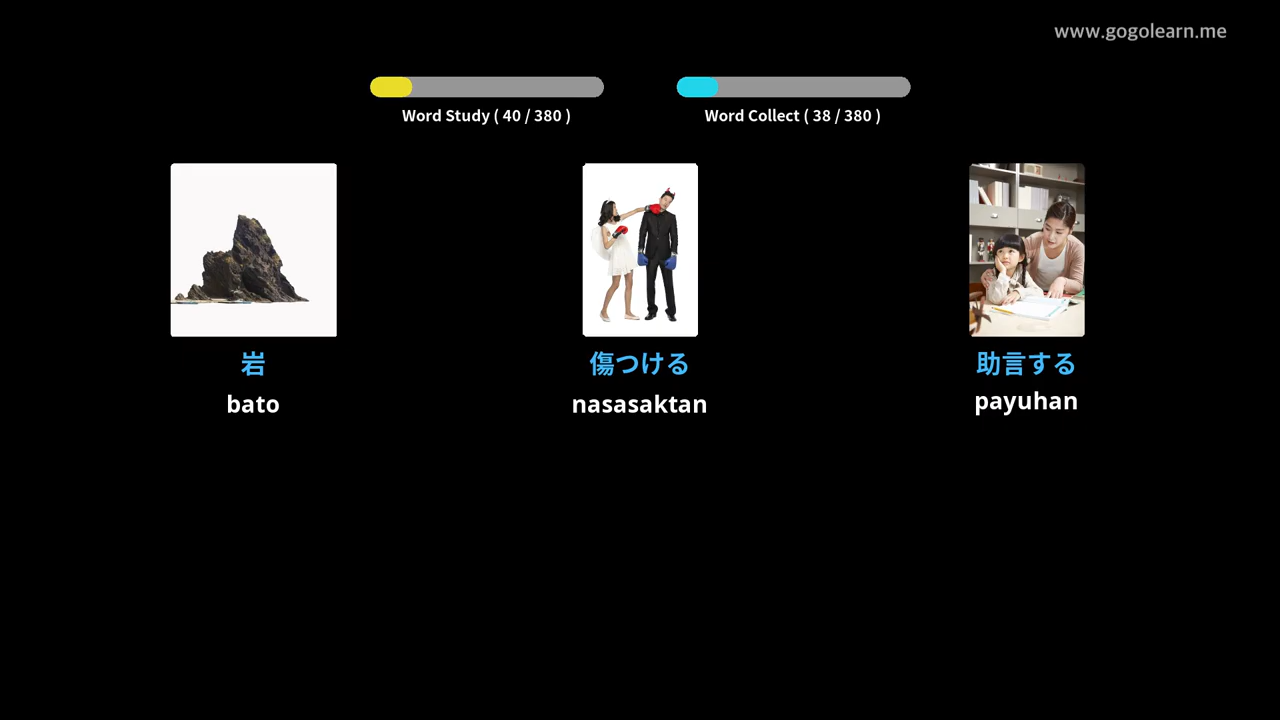 www.gogolearn.me
Word Study ( 40 / 380 )
Word Collect ( 38 / 380 )
岩
傷つける
助言する
bato
nasasaktan
payuhan